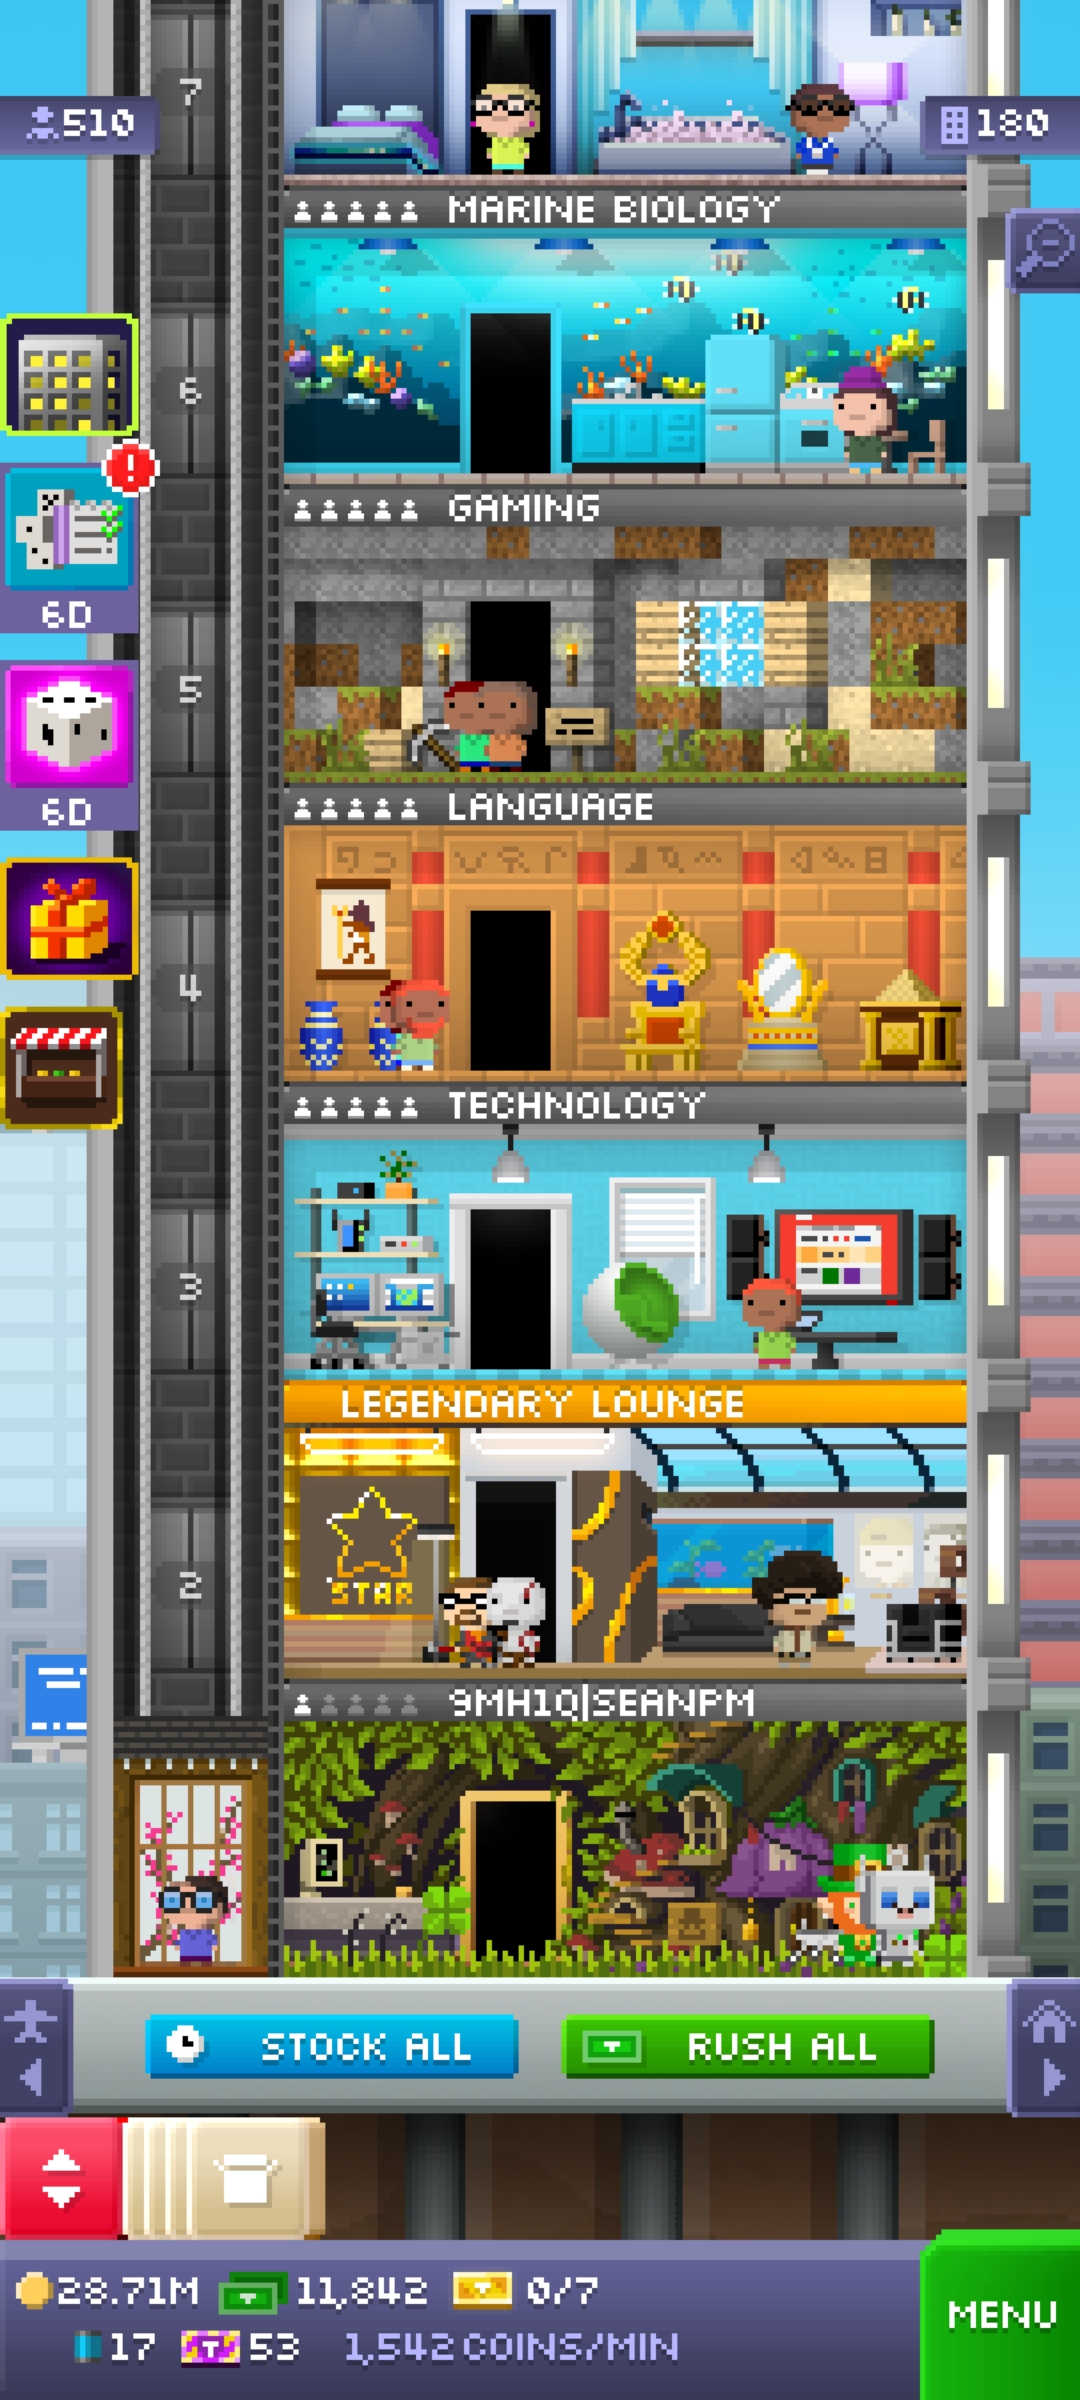 7
510
180
MARINE BIOLOGY
6
GAMING
6D
5
6D
LANGUAGE
4
TECHNOLOGY
3
LEGENDARY LOUNGE
STAR
2
9MH1Q|SEANPM
STOCK ALL
RUSH ALL
28.71M
11,842
0/7
MENU
17
53
1,542 COINS/MIN